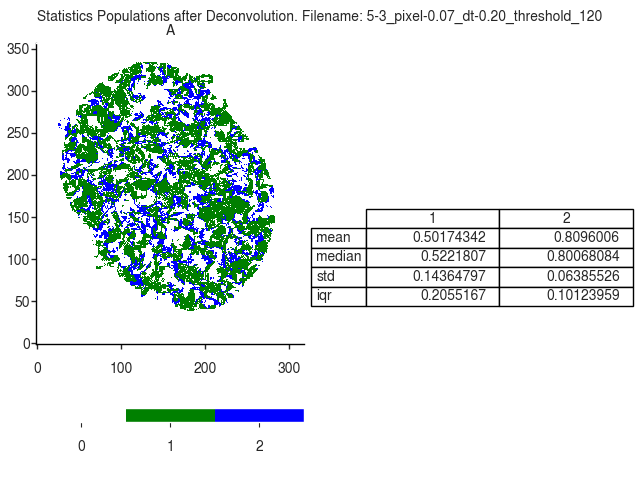 Statistics Populations after Deconvolution. Filename: 5-3_pixel-0.07_dt-0.20_threshold_120
A
350
300
250
200
150
100
50
0
0 100 200 300
1 2
mean 0.50174342 0.8096006
median 0.5221807 0.80068084
std 0.14364797 0.06385526
iqr 0.2055167 0.10123959
0 1 2